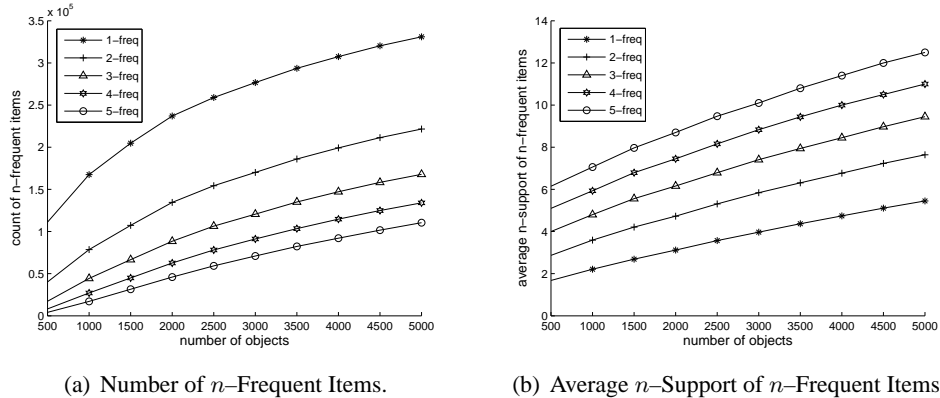 x 10⁵
3.5
3
2.5
2
1.5
1
0.5
0
500 1000 1500 2000 2500 3000 3500 4000 4500 5000
number of objects
count of n−frequent items
1−freq
2−freq
3−freq
4−freq
5−freq
(a) Number of n–Frequent Items.
14
12
10
8
6
4
2
0
500 1000 1500 2000 2500 3000 3500 4000 4500 5000
number of objects
average n−support of n−frequent items
1−freq
2−freq
3−freq
4−freq
5−freq
(b) Average n–Support of n–Frequent Items